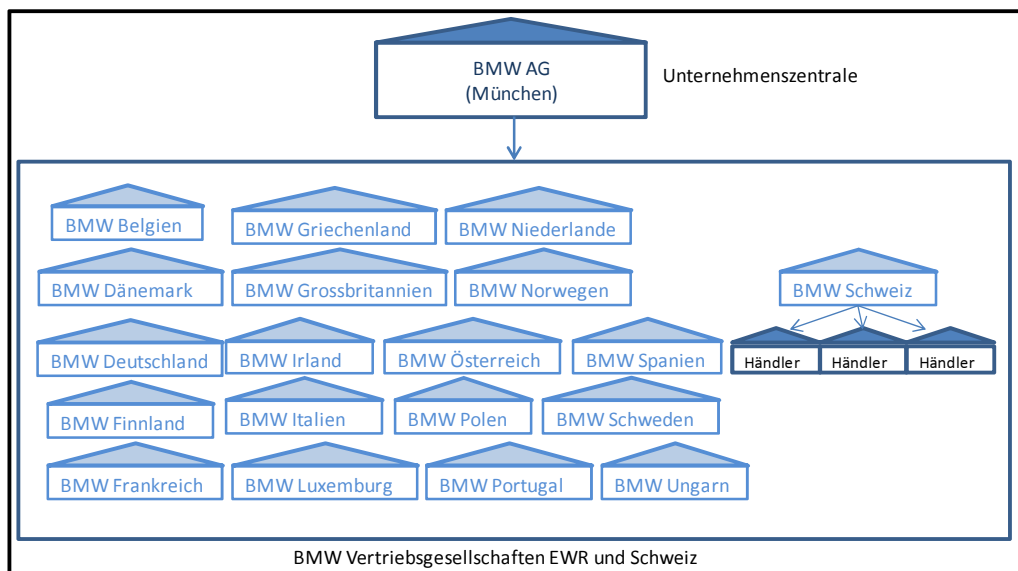 BMW AG
(München)
Unternehmenszentrale
BMW Belgien
BMW Griechenland
BMW Niederlande
BMW Dänemark
BMW Grossbritannien
BMW Norwegen
BMW Schweiz
BMW Deutschland
BMW Irland
BMW Österreich
BMW Spanien
Händler
Händler
Händler
BMW Finnland
BMW Italien
BMW Polen
BMW Schweden
BMW Frankreich
BMW Luxemburg
BMW Portugal
BMW Ungarn
BMW Vertriebsgesellschaften EWR und Schweiz